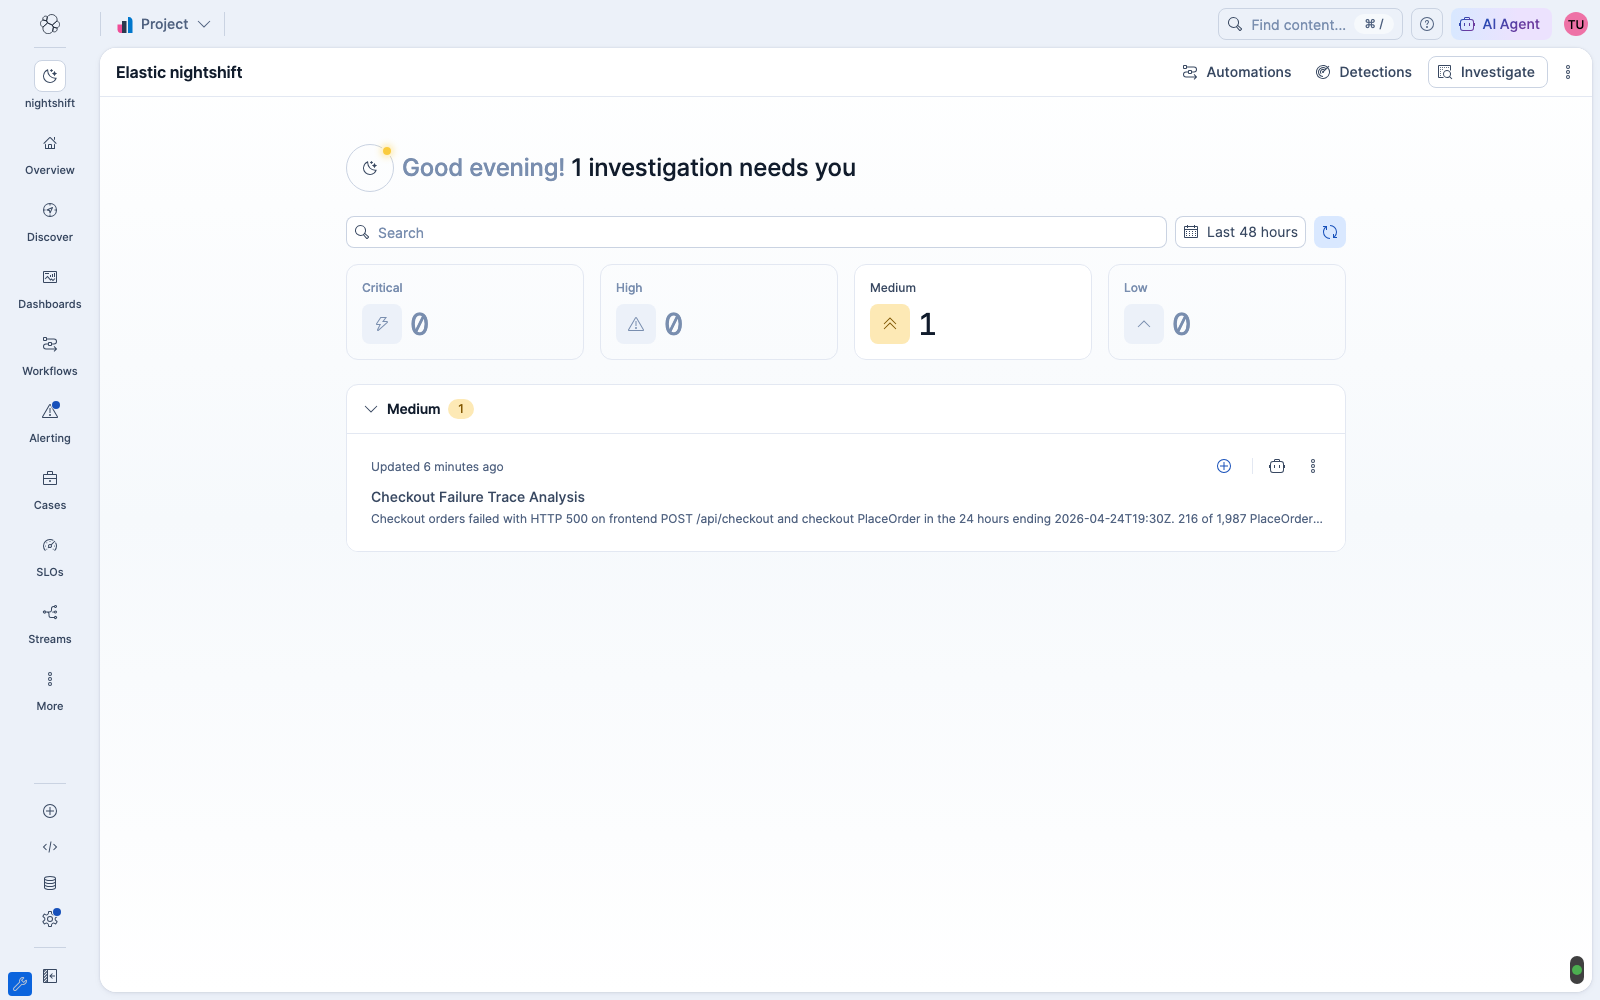 Project
Find content...
⌘ /
AI Agent
TU
nightshift
Overview
Discover
Dashboards
Workflows
Alerting
Cases
SLOs
Streams
More
Elastic nightshift
Automations
Detections
Investigate
Good evening! 1 investigation needs you
Search
Last 48 hours
Critical
0
High
0
Medium
1
Low
0
Medium 1
Updated 6 minutes ago
Checkout Failure Trace Analysis
Checkout orders failed with HTTP 500 on frontend POST /api/checkout and checkout PlaceOrder in the 24 hours ending 2026-04-24T19:30Z. 216 of 1,987 PlaceOrder...